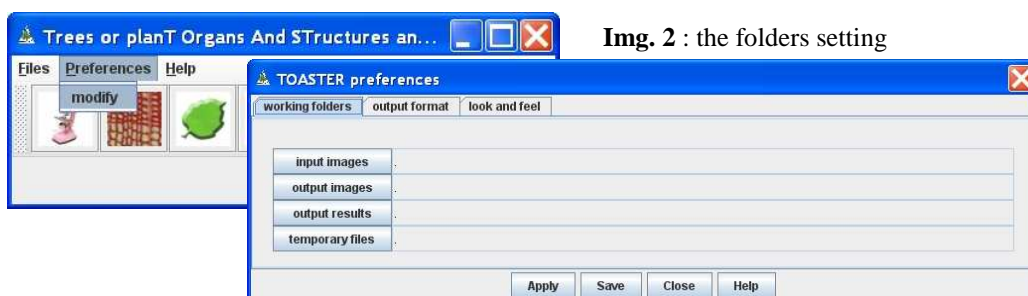 Trees or planT Organs And STructures an...
Img. 2 : the folders setting
Files Preferences Help
modify
TOASTER preferences
working folders output format look and feel
input images .
output images .
output results .
temporary files .
Apply Save Close Help